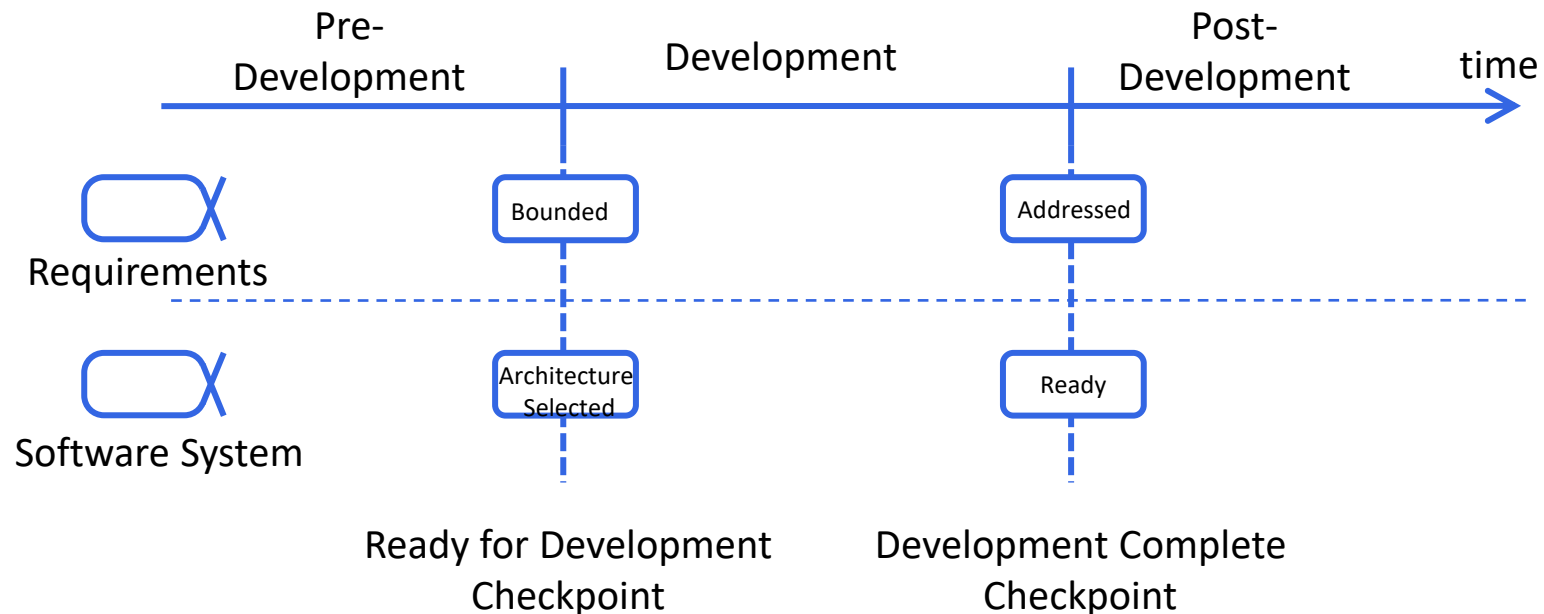 Pre-
Development
Development
Post-
Development
time
Bounded
Addressed
Requirements
Architecture
Selected
Ready
Software System
Ready for Development
Checkpoint
Development Complete
Checkpoint